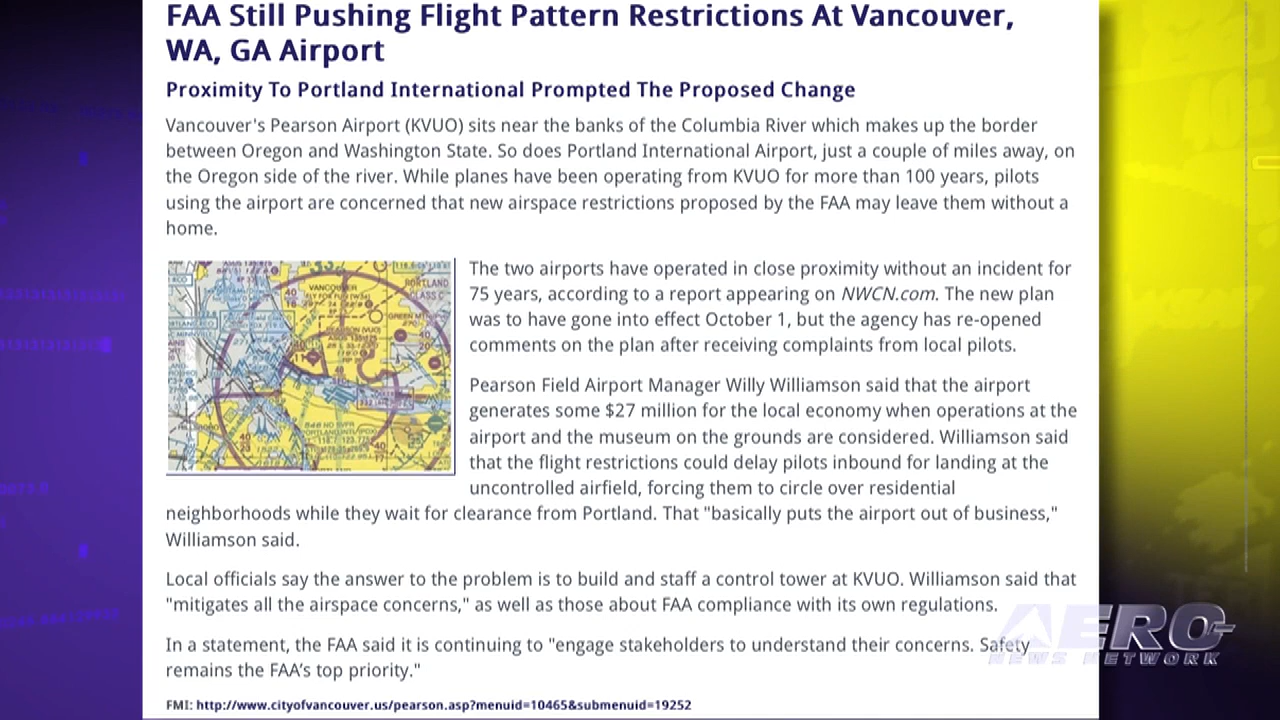 FAA Still Pushing Flight Pattern Restrictions At Vancouver,
WA, GA Airport
Proximity To Portland International Prompted The Proposed Change
Vancouver's Pearson Airport (KVUO) sits near the banks of the Columbia River which makes up the border
between Oregon and Washington State. So does Portland International Airport, just a couple of miles away, on
the Oregon side of the river. While planes have been operating from KVUO for more than 100 years, pilots
using the airport are concerned that new airspace restrictions proposed by the FAA may leave them without a
home.
VANCOUVER
PORTLAND
CLASS C
The two airports have operated in close proximity without an incident for
75 years, according to a report appearing on NWCN.com. The new plan
was to have gone into effect October 1, but the agency has re-opened
comments on the plan after receiving complaints from local pilots.
Pearson Field Airport Manager Willy Williamson said that the airport
generates some $27 million for the local economy when operations at the
airport and the museum on the grounds are considered. Williamson said
that the flight restrictions could delay pilots inbound for landing at the
uncontrolled airfield, forcing them to circle over residential
neighborhoods while they wait for clearance from Portland. That "basically puts the airport out of business,"
Williamson said.
Local officials say the answer to the problem is to build and staff a control tower at KVUO. Williamson said that
"mitigates all the airspace concerns," as well as those about FAA compliance with its own regulations.
In a statement, the FAA said it is continuing to "engage stakeholders to understand their concerns. Safety
remains the FAA's top priority."
FMI: http://www.cityofvancouver.us/pearson.asp?menuid=10465&submenuid=19252
AERO
NEWS NETWORK